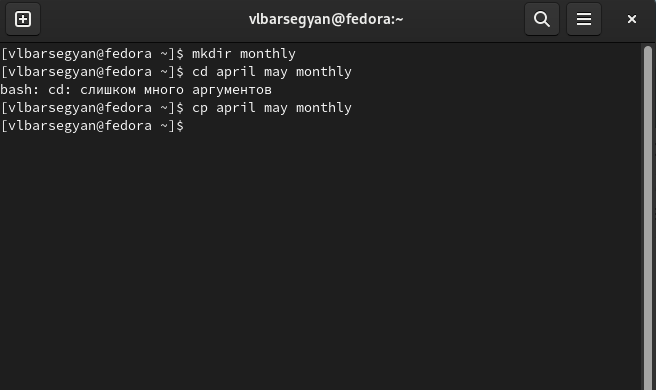 vlbarsegyan@fedora:~
[vlbarsegyan@fedora ~]$ mkdir monthly
[vlbarsegyan@fedora ~]$ cd april may monthly
bash: cd: слишком много аргументов
[vlbarsegyan@fedora ~]$ cp april may monthly
[vlbarsegyan@fedora ~]$